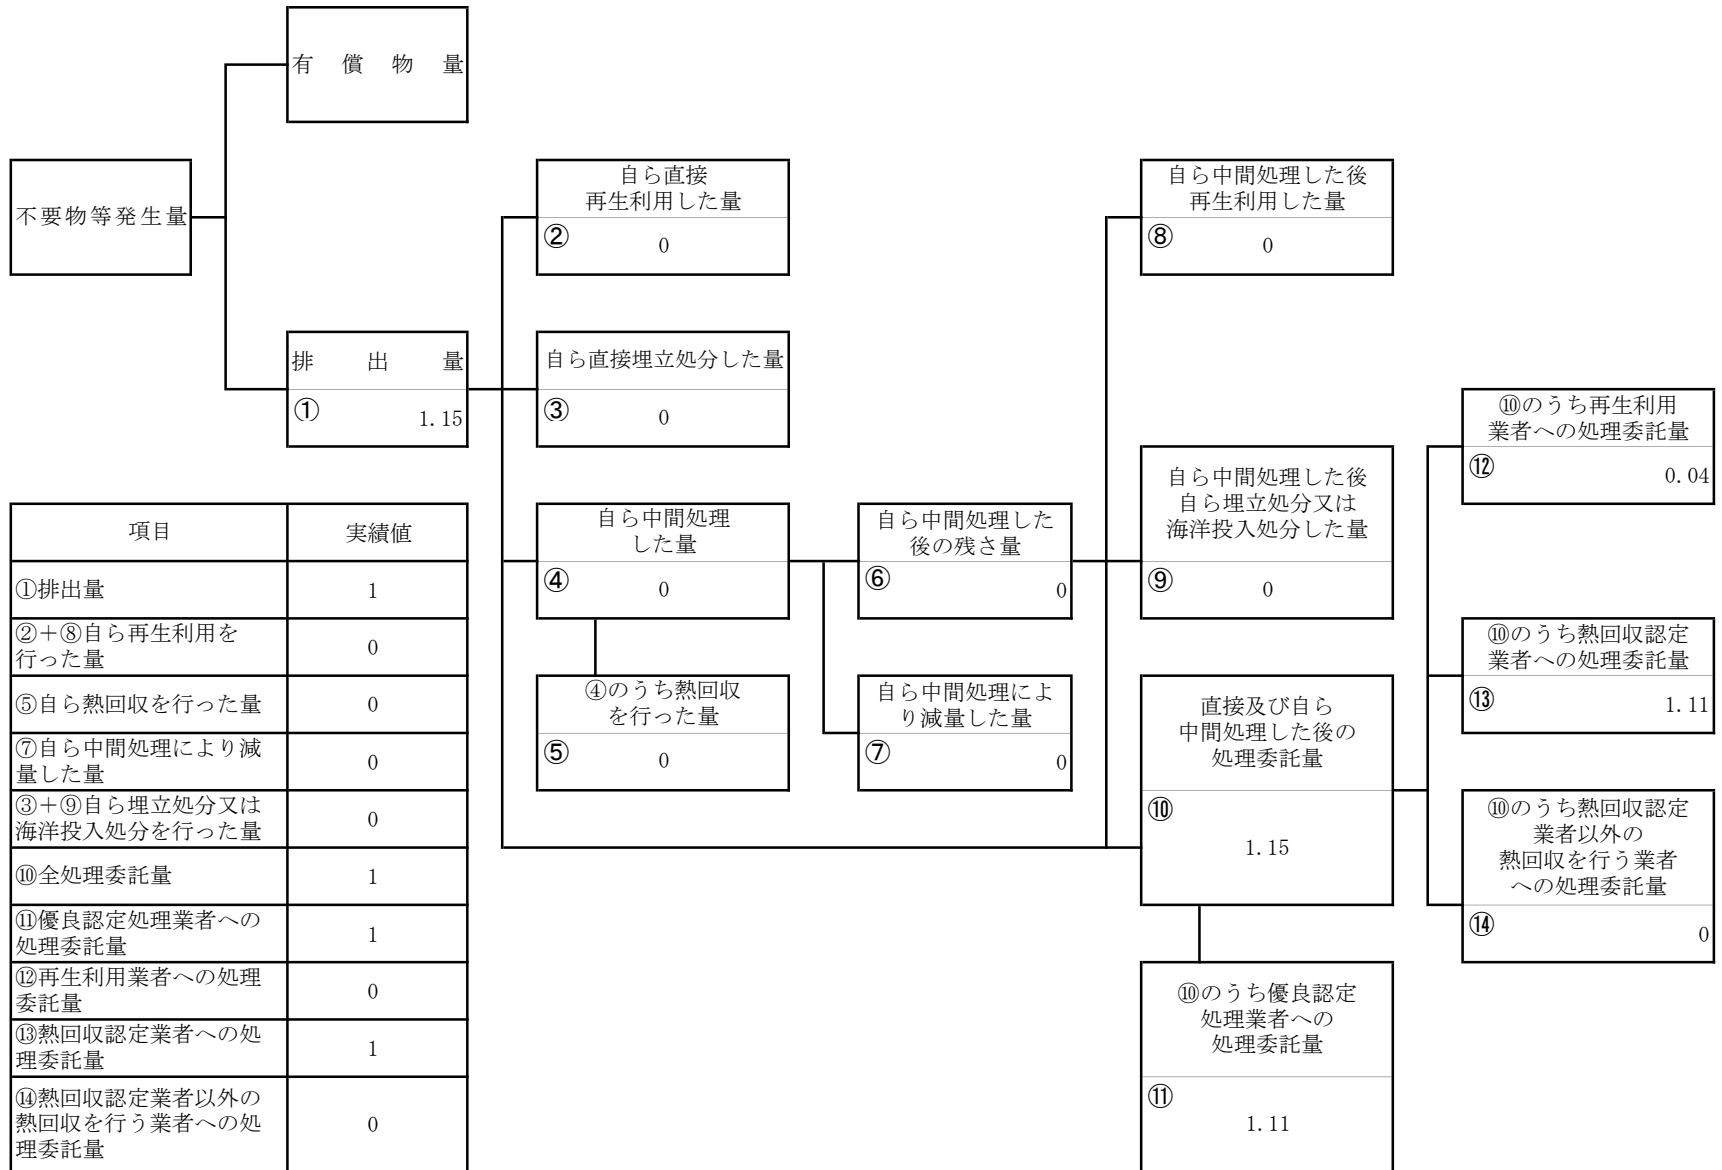 有償物量
不要物等発生量
排出量
①
1.15
自ら直接
再生利用した量
②
0
自ら直接埋立処分した量
③
0
自ら中間処理
した量
④
0
④のうち熱回収
を行った量
⑤
0
自ら中間処理した
後の残さ量
⑥
0
自ら中間処理によ
り減量した量
⑦
0
自ら中間処理した後
再生利用した量
⑧
0
自ら中間処理した後
自ら埋立処分又は
海洋投入処分した量
⑨
0
直接及び自ら
中間処理した後の
処理委託量
⑩
1.15
⑩のうち優良認定
処理業者への
処理委託量
⑪
1.11
⑩のうち再生利用
業者への処理委託量
⑫
0.04
⑩のうち熱回収認定
業者への処理委託量
⑬
1.11
⑩のうち熱回収認定
業者以外の
熱回収を行う業者
への処理委託量
⑭
0
項目 実績値
①排出量 1
②+⑧自ら再生利用を
行った量 0
⑤自ら熱回収を行った量 0
⑦自ら中間処理により減
量した量 0
③+⑨自ら埋立処分又は
海洋投入処分を行った量 0
⑩全処理委託量 1
⑪優良認定処理業者への
処理委託量 1
⑫再生利用業者への処理
委託量 0
⑬熱回収認定業者への処
理委託量 1
⑭熱回収認定業者以外の
熱回収を行う業者への処
理委託量 0